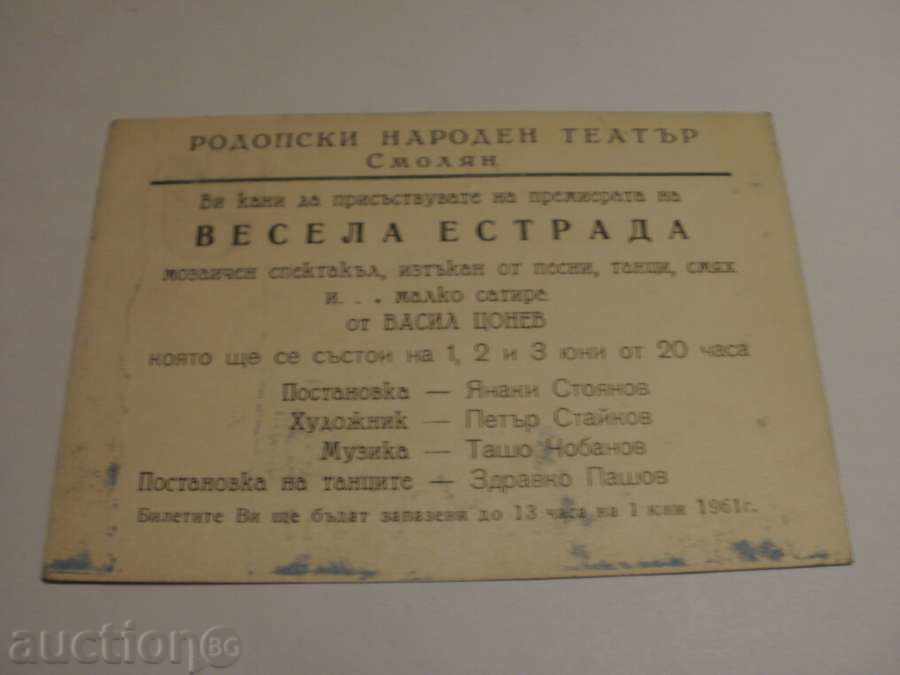 РОДОПСКИ НАРОДЕН ТЕАТЪР
Смолян
Ви кани да присъствувате на премиерата на
ВЕСЕЛА ЕСТРАДА
мозаичен спектакъл, изтъкан от песни, танци, смях
и . . . малко сатира
от ВАСИЛ ЦОНЕВ
която ще се състои на 1, 2 и 3 юни от 20 часа
Постановка — Янаки Стоянов
Художник — Петър Стайков
Музика — Ташо Чобанов
Постановка на танците — Здравко Пашов
Билетите Ви ще бъдат запазени до 13 часа на 1 юни 1961г.
auction BG